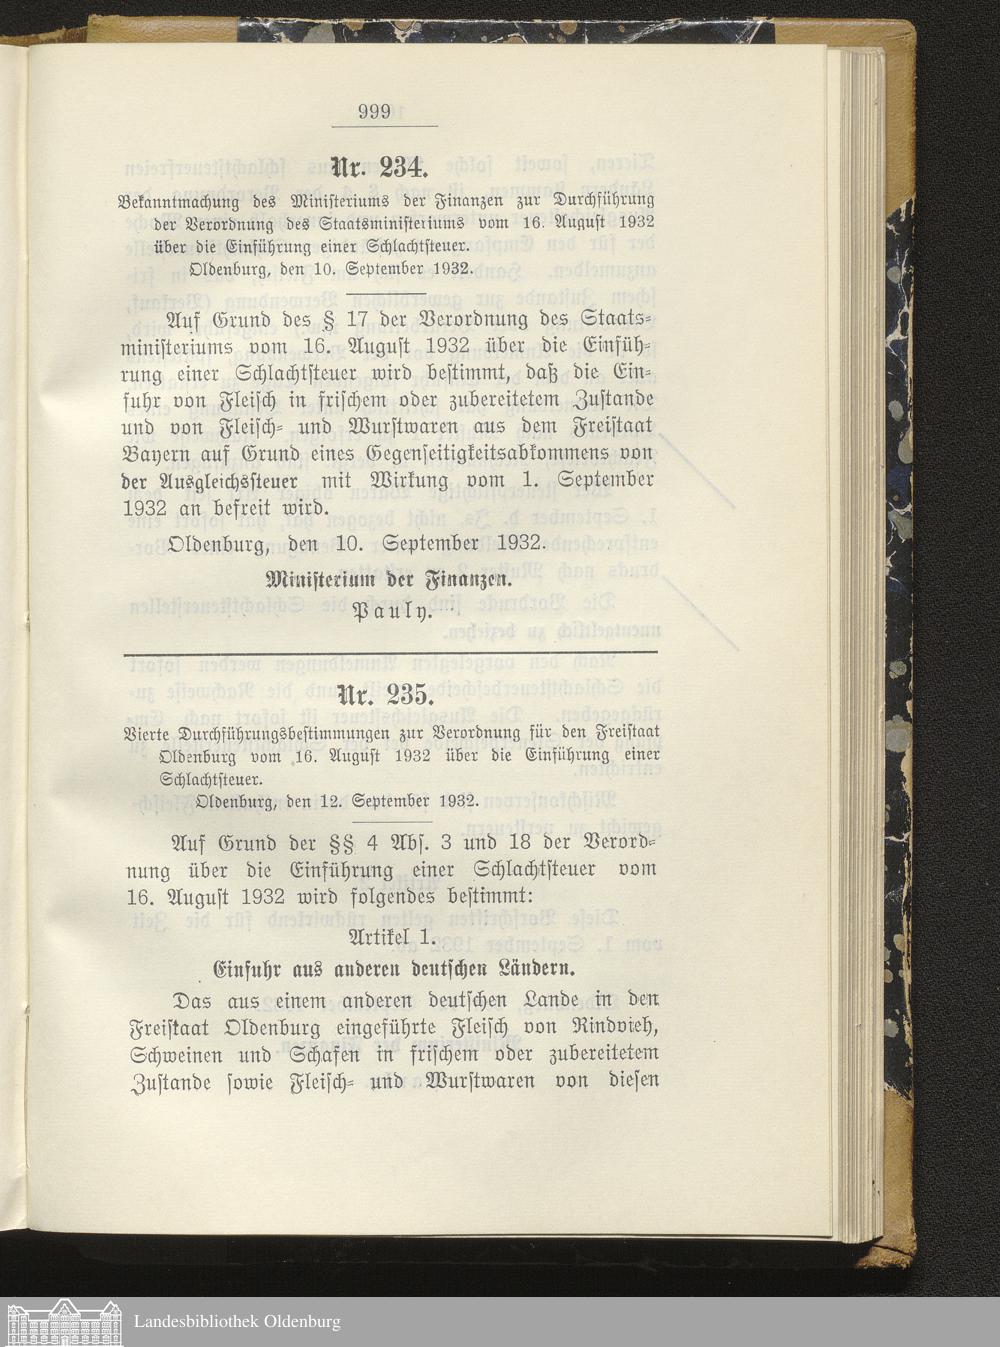 999
Nr. 234.
Bekanntmachung des Ministeriums der Finanzen zur Durchführung
der Verordnung des Staatsministeriums vom 16. August 1932
über die Einführung einer Schlachtsteuer.
Oldenburg, den 10. September 1932.
Auf Grund des § 17 der Verordnung des Staats-
ministeriums vom 16. August 1932 über die Einfüh-
rung einer Schlachtsteuer wird bestimmt, daß die Ein-
fuhr von Fleisch in frischem oder zubereitetem Zustande
und von Fleisch- und Wurstwaren aus dem Freistaat
Bayern auf Grund eines Gegenseitigkeitsabkommens von
der Ausgleichssteuer mit Wirkung vom 1. September
1932 an befreit wird.
Oldenburg, den 10. September 1932.
Ministerium der Finanzen.
Pauly.
Nr. 235.
Vierte Durchführungsbestimmungen zur Verordnung für den Freistaat
Oldenburg vom 16. August 1932 über die Einführung einer
Schlachtsteuer.
Oldenburg, den 12. September 1932.
Auf Grund der §§ 4 Abs. 3 und 18 der Verord-
nung über die Einführung einer Schlachtsteuer vom
16. August 1932 wird folgendes bestimmt:
Artikel 1.
Einfuhr aus anderen deutschen Ländern.
Das aus einem anderen deutschen Lande in den
Freistaat Oldenburg eingeführte Fleisch von Rindvieh,
Schweinen und Schafen in frischem oder zubereitetem
Zustande sowie Fleisch- und Wurstwaren von diesen
Landesbibliothek Oldenburg